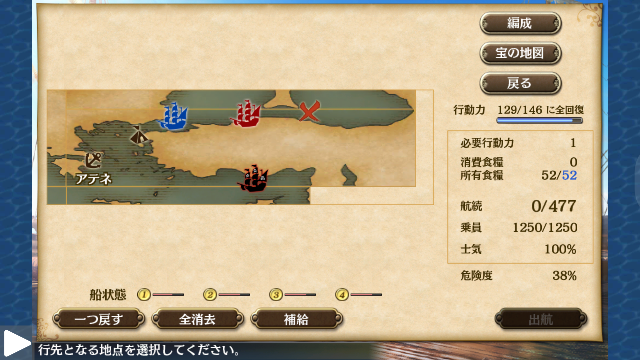 編成
宝の地図
戻る
行動力 129/146 に全回復
必要行動力 1
消費食糧 0
所有食糧 52/52
航続 0/477
乗員 1250/1250
士気 100%
危険度 38%
アテネ
船状態 1 2 3 4
一つ戻す 全消去 補給 出航
行先となる地点を選択してください。